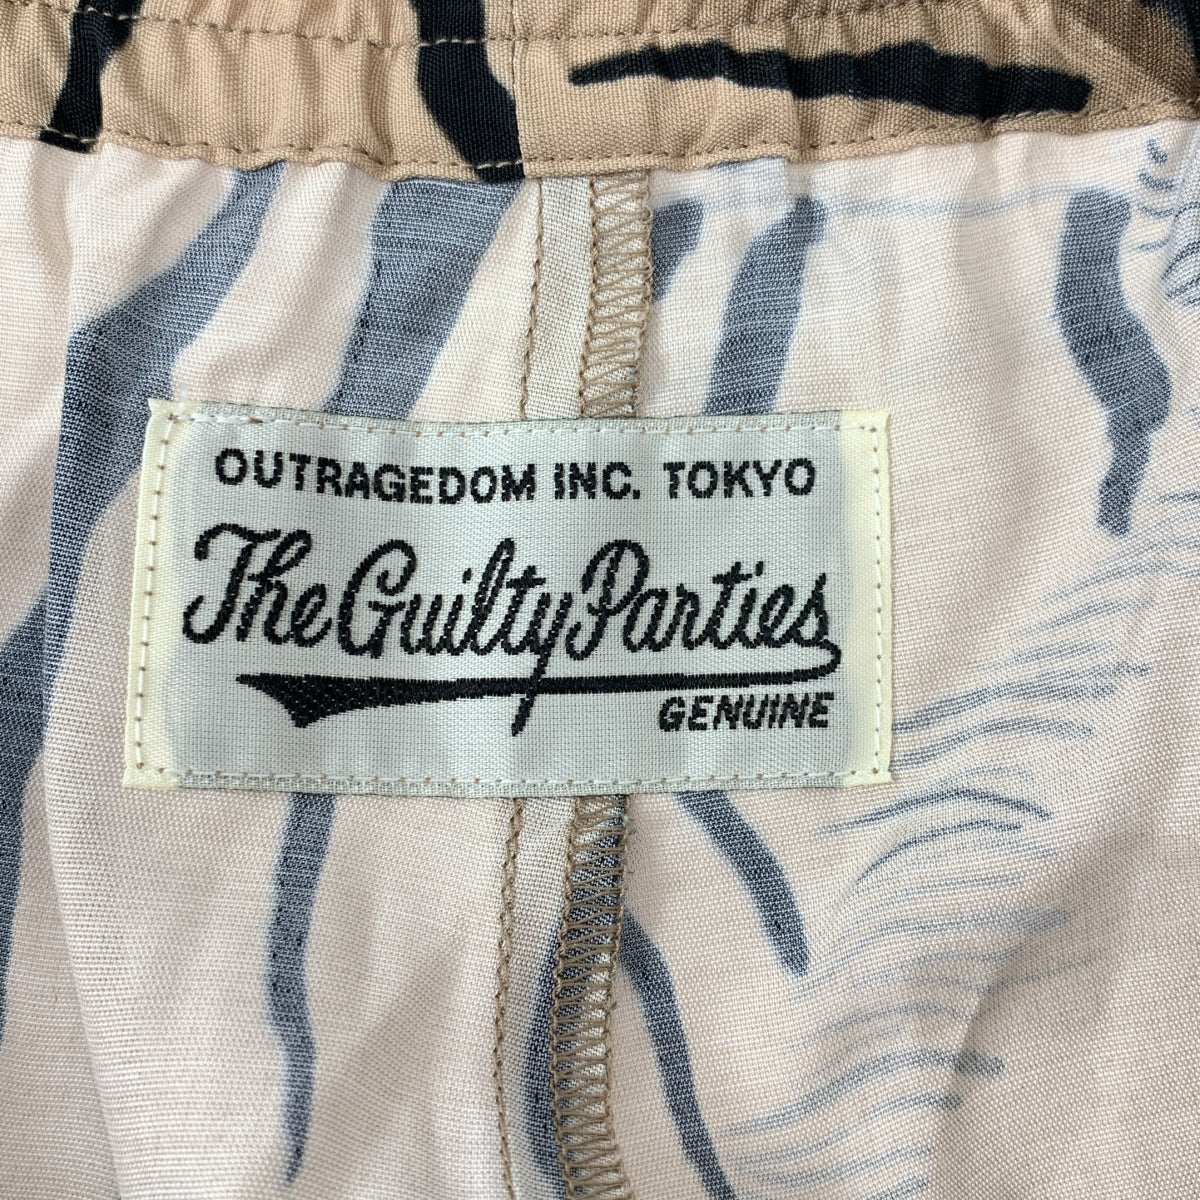 OUTRAGEDOM INC. TOKYO
The Guilty Parties
GENUINE